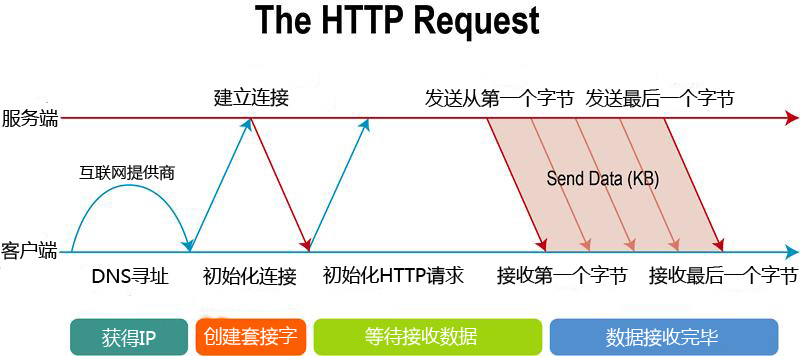 The HTTP Request
建立连接
发送从第一个字节
发送最后一个字节
服务端
互联网提供商
Send Data (KB)
客户端
DNS寻址
初始化连接
初始化HTTP请求
接收第一个字节
接收最后一个字节
获得IP
创建套接字
等待接收数据
数据接收完毕